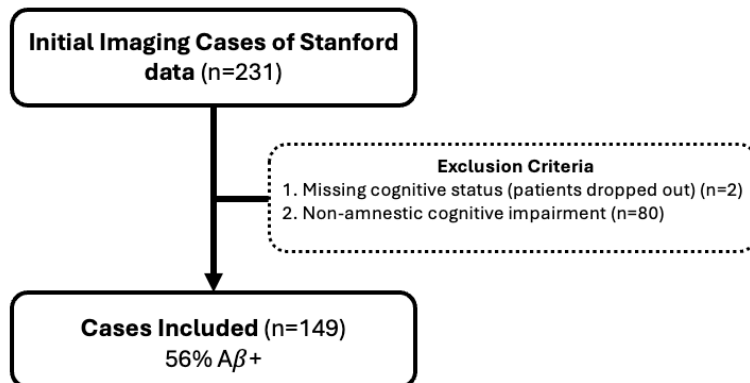 Initial Imaging Cases of Stanford
data (n=231)
Exclusion Criteria
1. Missing cognitive status (patients dropped out) (n=2)
2. Non-amnestic cognitive impairment (n=80)
Cases Included (n=149)
56% Aβ+